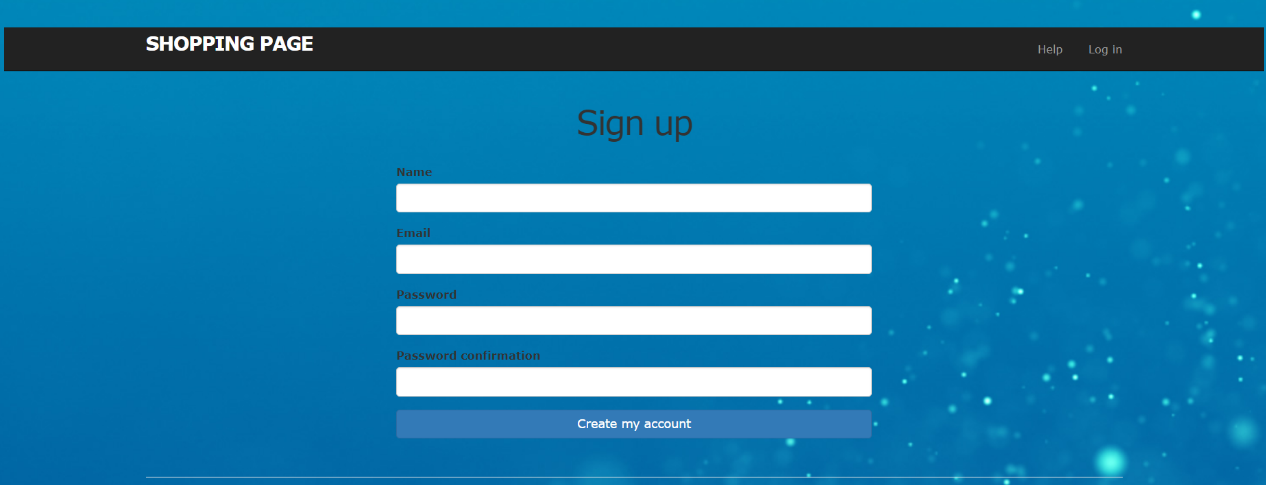 SHOPPING PAGE
Help Log in
Sign up
Name
Email
Password
Password confirmation
Create my account